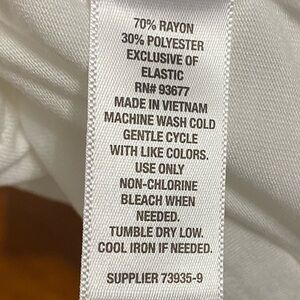 70% RAYON
30% POLYESTER
EXCLUSIVE OF
ELASTIC
RN# 93677
MADE IN VIETNAM
MACHINE WASH COLD
GENTLE CYCLE
WITH LIKE COLORS.
USE ONLY
NON-CHLORINE
BLEACH WHEN
NEEDED.
TUMBLE DRY LOW.
COOL IRON IF NEEDED.
SUPPLIER 73935-9